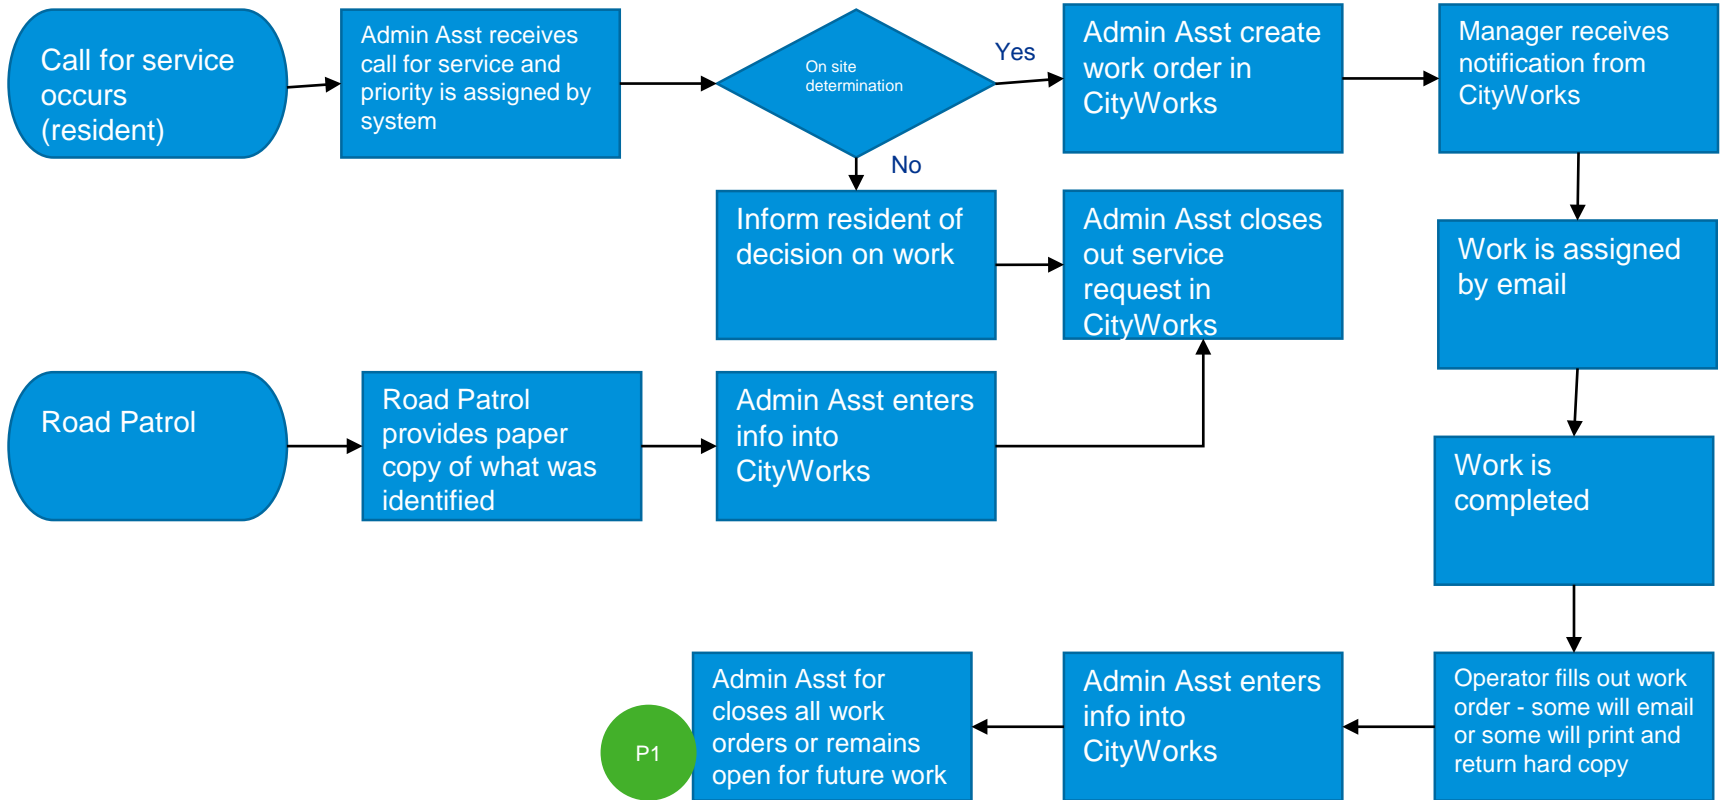 Call for service
occurs
(resident)
Admin Asst receives
call for service and
priority is assigned by
system
On site
determination
Yes
No
Admin Asst create
work order in
CityWorks
Manager receives
notification from
CityWorks
Inform resident of
decision on work
Admin Asst closes
out service
request in
CityWorks
Work is assigned
by email
Road Patrol
Road Patrol
provides paper
copy of what was
identified
Admin Asst enters
info into
CityWorks
Work is
completed
P1
Admin Asst for
closes all work
orders or remains
open for future work
Admin Asst enters
info into
CityWorks
Operator fills out work
order - some will email
or some will print and
return hard copy